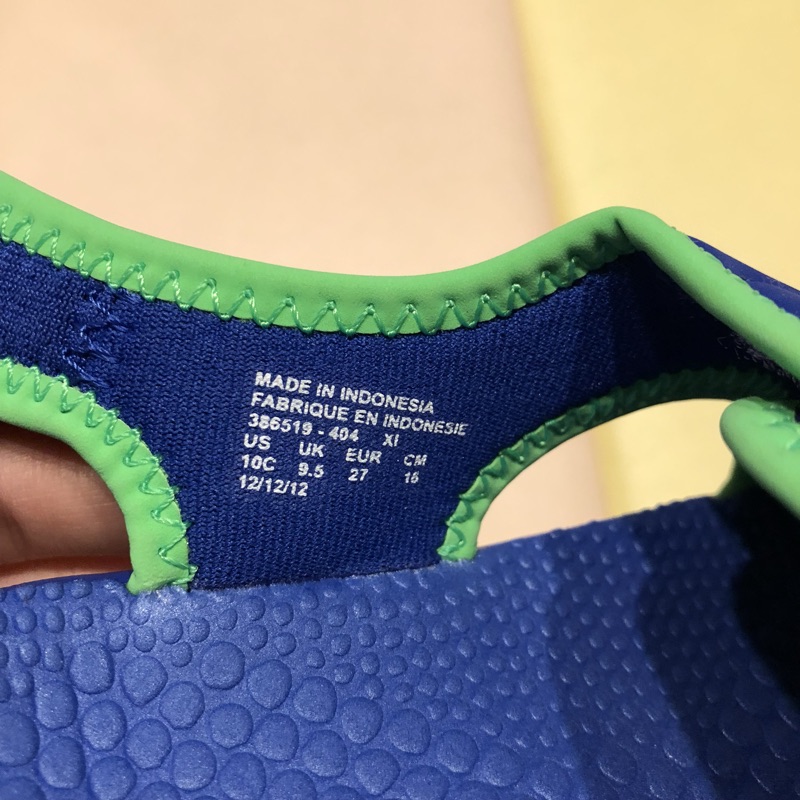 MADE IN INDONESIA
FABRIQUE EN INDONESIE
386519 - 404 XI
US UK EUR CM
10C 9.5 27 16
12/12/12